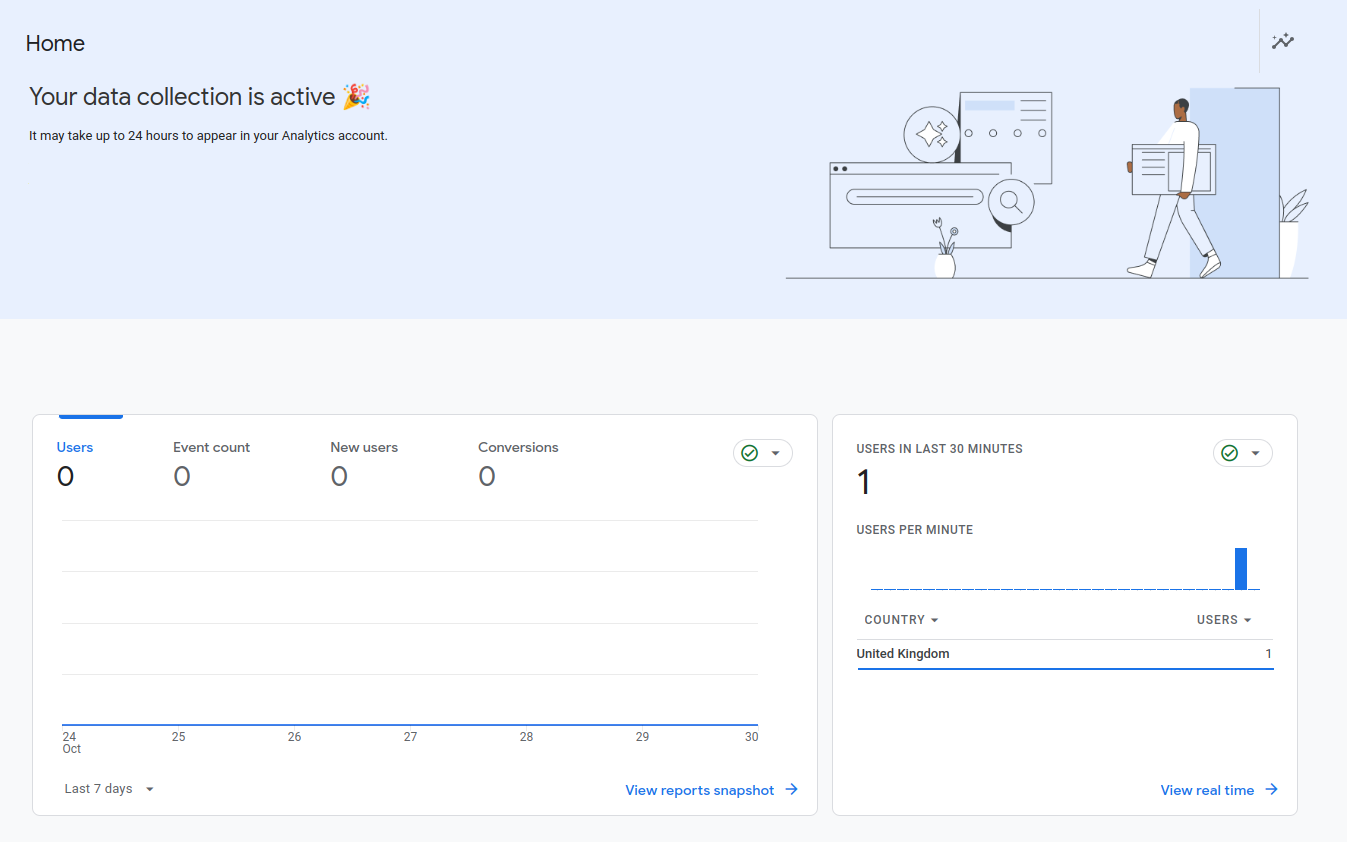 Home
Your data collection is active 🎉
It may take up to 24 hours to appear in your Analytics account.
Users Event count New users Conversions
0 0 0 0
24 25 26 27 28 29 30
Oct
Last 7 days View reports snapshot
USERS IN LAST 30 MINUTES
1
USERS PER MINUTE
COUNTRY USERS
United Kingdom 1
View real time